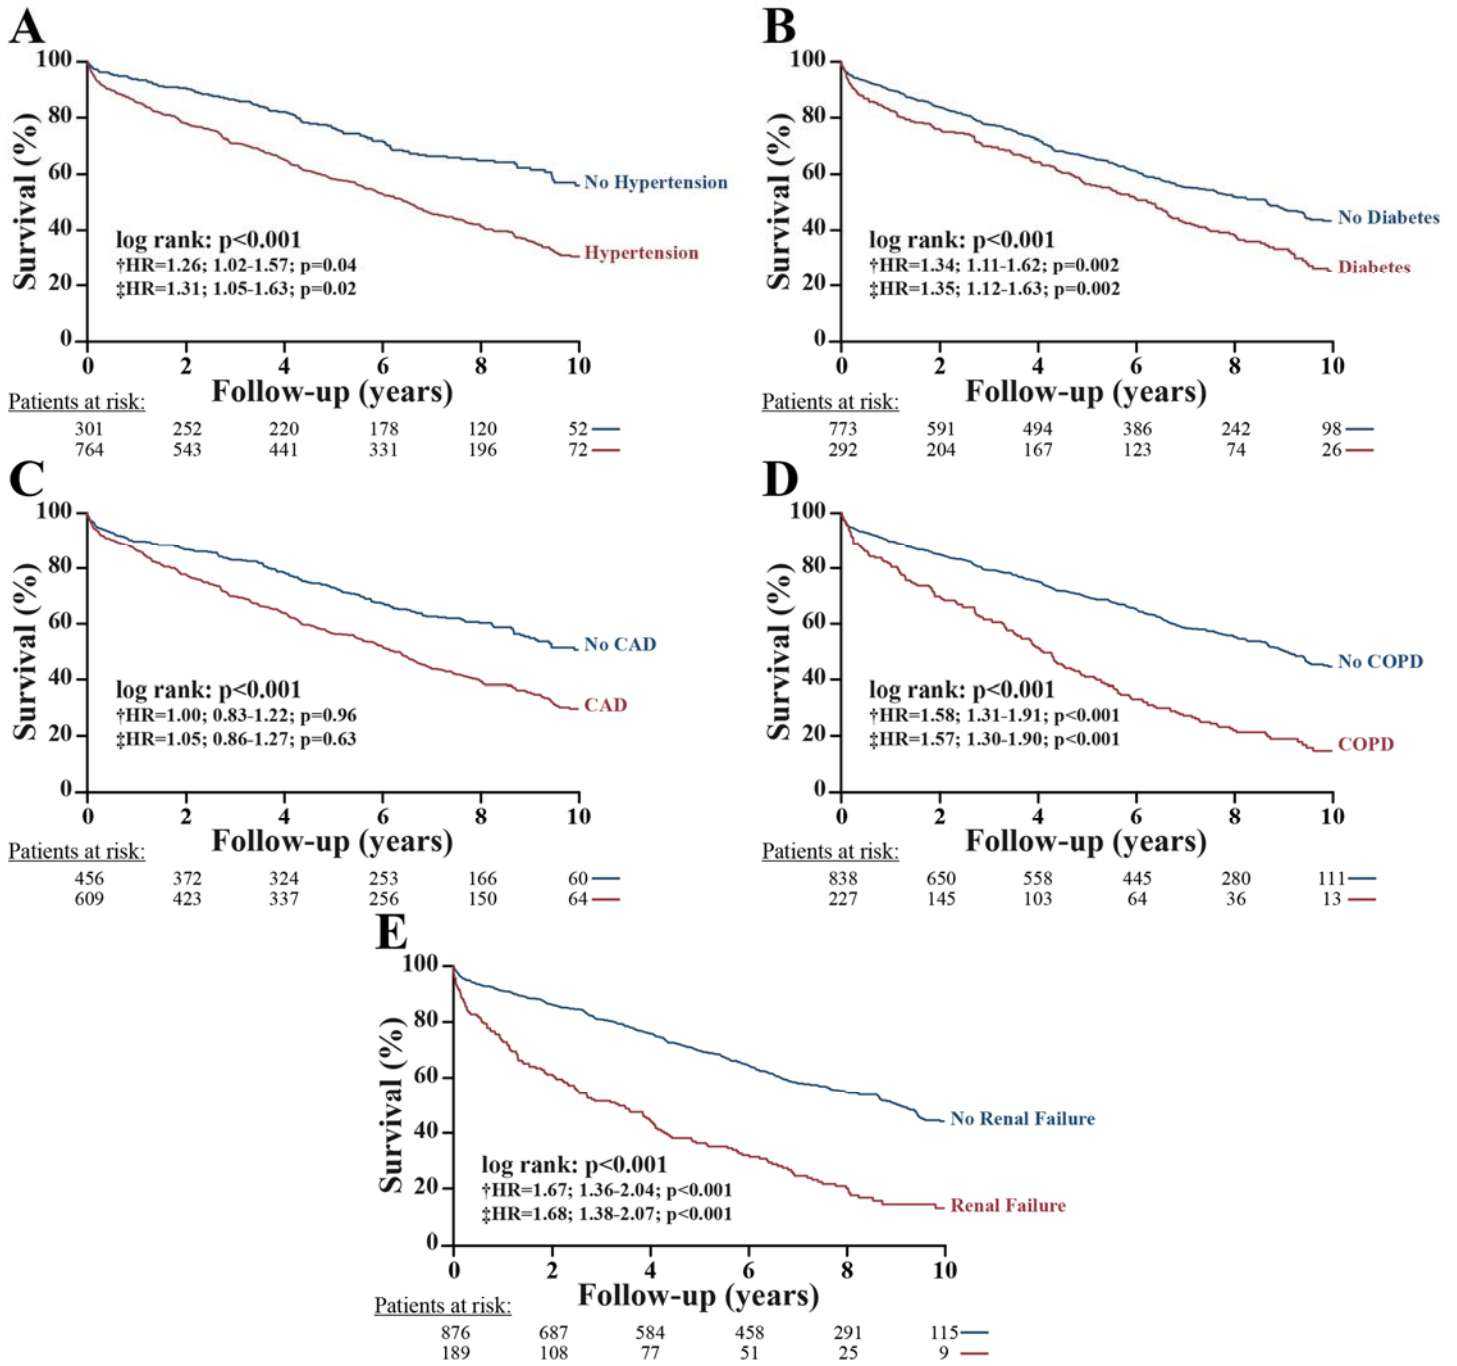 A
Survival (%)
100
80
60
40
20
0
No Hypertension
Hypertension
log rank: p<0.001
†HR=1.26; 1.02-1.57; p=0.04
‡HR=1.31; 1.05-1.63; p=0.02
0 2 4 6 8 10
Follow-up (years)
Patients at risk:
301 252 220 178 120 52
764 543 441 331 196 72
B
Survival (%)
100
80
60
40
20
0
No Diabetes
Diabetes
log rank: p<0.001
†HR=1.34; 1.11-1.62; p=0.002
‡HR=1.35; 1.12-1.63; p=0.002
0 2 4 6 8 10
Follow-up (years)
Patients at risk:
773 591 494 386 242 98
292 204 167 123 74 26
C
Survival (%)
100
80
60
40
20
0
No CAD
CAD
log rank: p<0.001
†HR=1.00; 0.83-1.22; p=0.96
‡HR=1.05; 0.86-1.27; p=0.63
0 2 4 6 8 10
Follow-up (years)
Patients at risk:
456 372 324 253 166 60
609 423 337 256 150 64
D
Survival (%)
100
80
60
40
20
0
No COPD
COPD
log rank: p<0.001
†HR=1.58; 1.31-1.91; p<0.001
‡HR=1.57; 1.30-1.90; p<0.001
0 2 4 6 8 10
Follow-up (years)
Patients at risk:
838 650 558 445 280 111
227 145 103 64 36 13
E
Survival (%)
100
80
60
40
20
0
No Renal Failure
Renal Failure
log rank: p<0.001
†HR=1.67; 1.36-2.04; p<0.001
‡HR=1.68; 1.38-2.07; p<0.001
0 2 4 6 8 10
Follow-up (years)
Patients at risk:
876 687 584 458 291 115
189 108 77 51 25 9